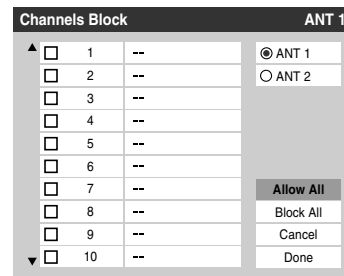 Channels Block ANT 1
1 -- ANT 1
2 -- ANT 2
3 --
4 --
5 --
6 --
7 -- Allow All
8 -- Block All
9 -- Cancel
10 -- Done